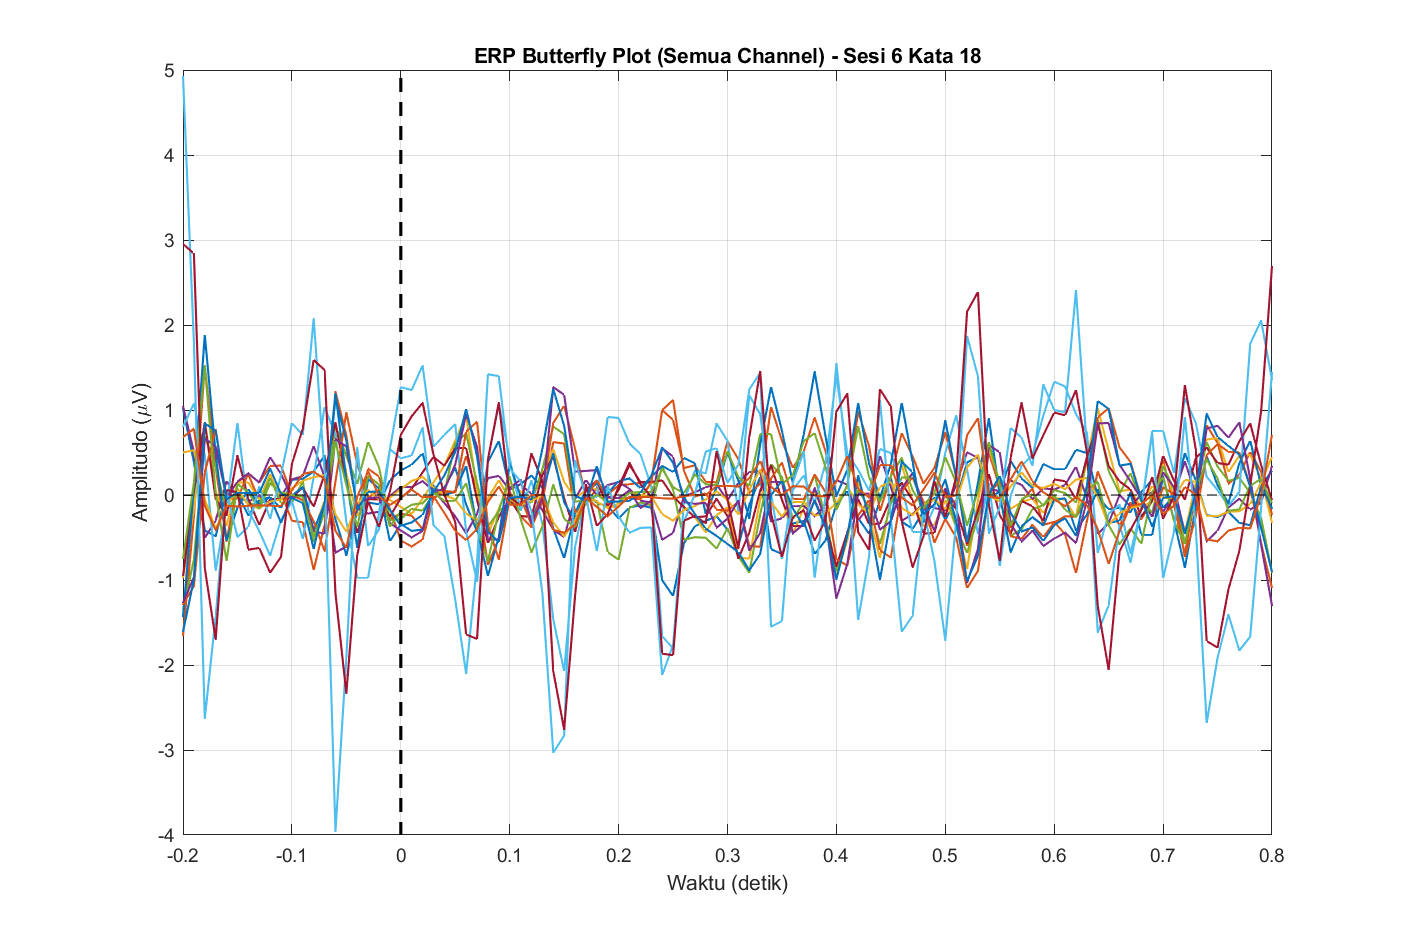 ERP Butterfly Plot (Semua Channel) - Sesi 6 Kata 18
5
4
3
2
1
0
-1
-2
-3
-4
Amplitudo (μV)
-0.2 -0.1 0 0.1 0.2 0.3 0.4 0.5 0.6 0.7 0.8
Waktu (detik)